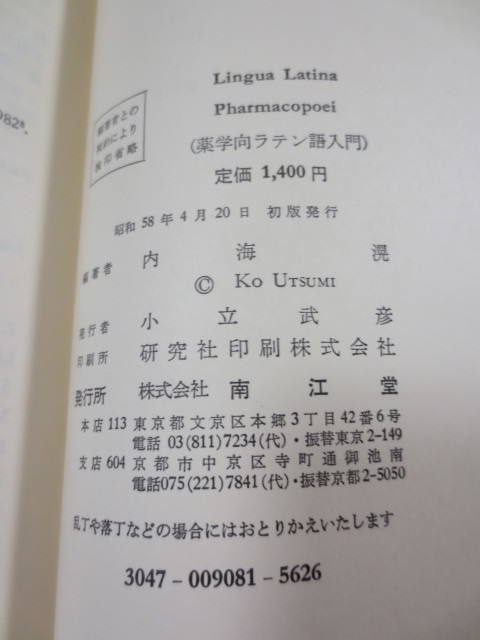 982⁸.
編著者との
契約により
検印省略
Lingua Latina
Pharmacopoei
(薬学向ラテン語入門)
定価 1,400 円
昭和 58 年 4 月 20 日 初版発行
編著者 内海滉
© Ko UTSUMI
発行者 小立武彦
印刷所 研究社印刷株式会社
発行所 株式会社 南江堂
本店 113 東京都文京区本郷3丁目42番6号
電話 03(811)7234(代)・振替東京2-149
支店 604 京都市中京区寺町通御池南
電話075(221)7841(代)・振替京都2-5050
乱丁や落丁などの場合にはおとりかえいたします
3047-009081-5626